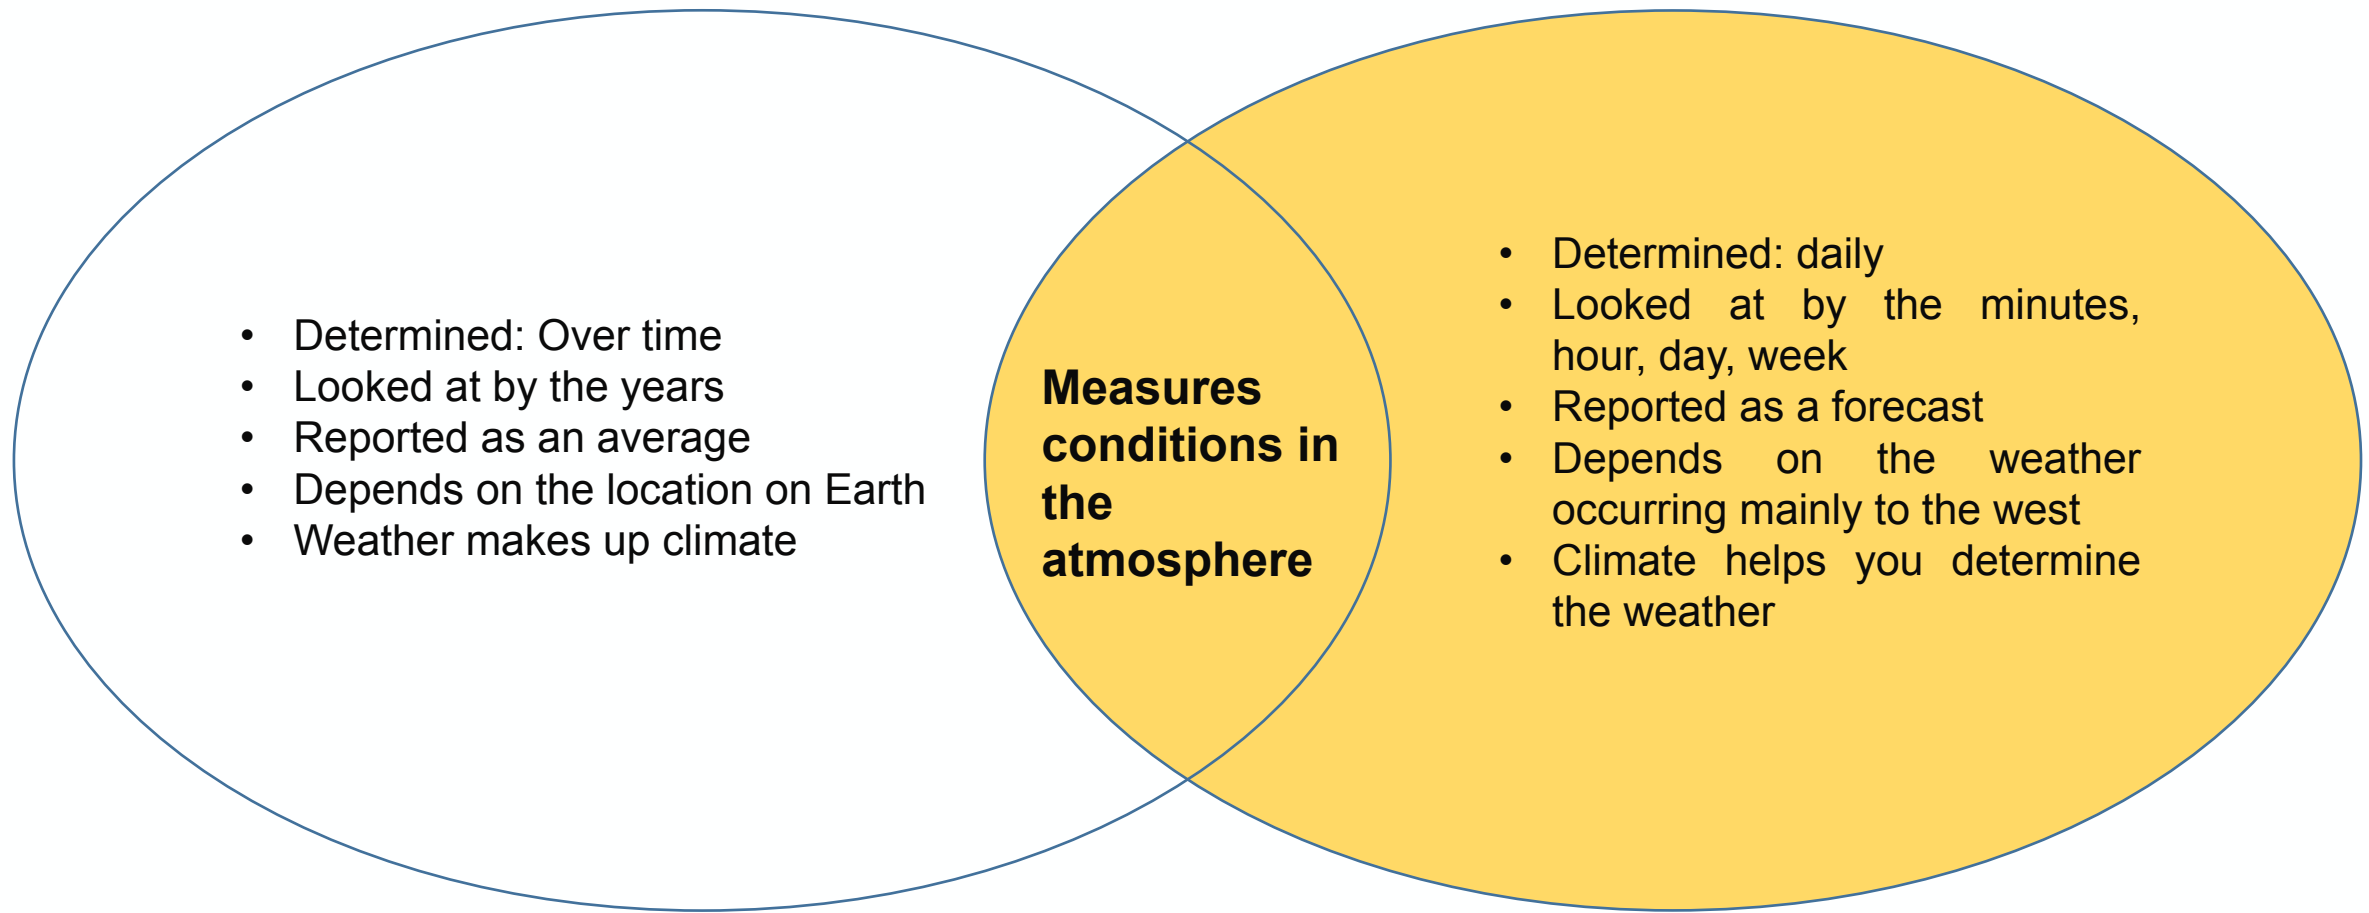 • Determined: Over time
• Looked at by the years
• Reported as an average
• Depends on the location on Earth
• Weather makes up climate
Measures
conditions in
the
atmosphere
• Determined: daily
• Looked at by the minutes,
hour, day, week
• Reported as a forecast
• Depends on the weather
occurring mainly to the west
• Climate helps you determine
the weather